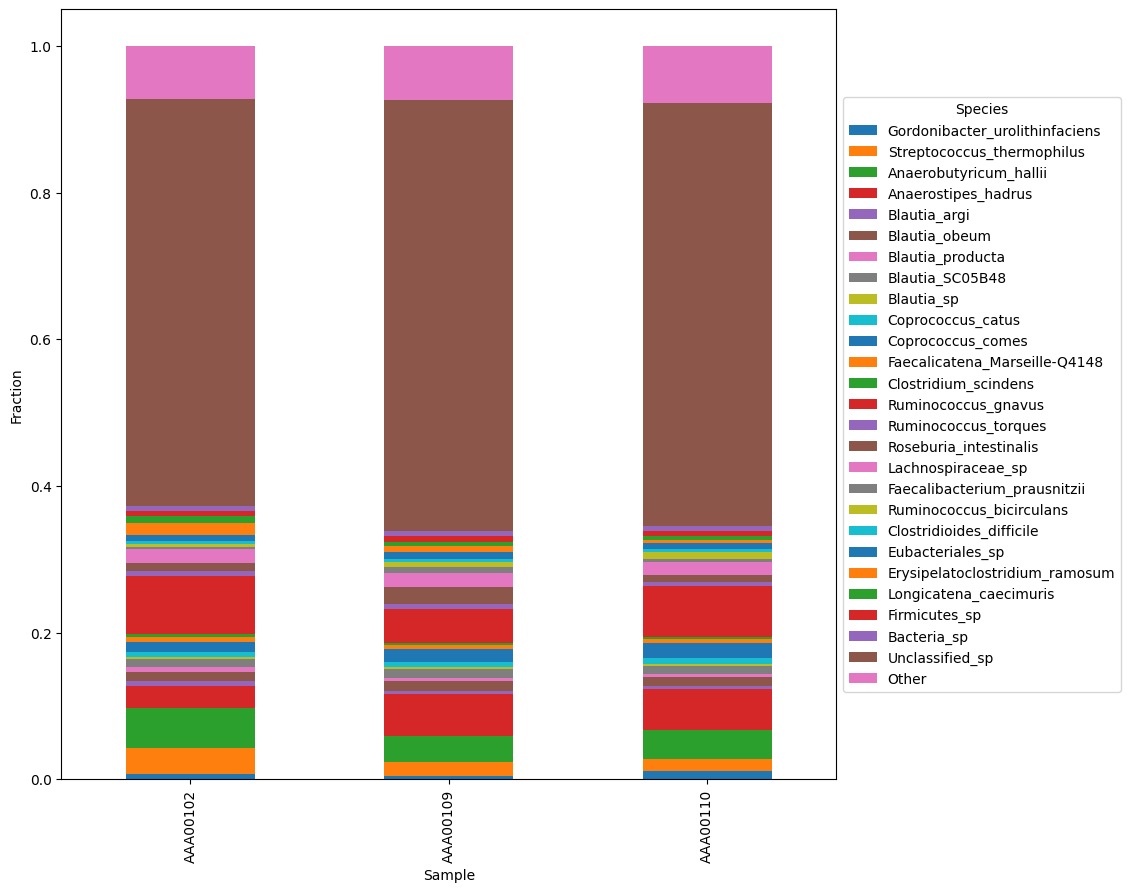 1.0
0.8
0.6
0.4
0.2
0.0
Fraction
AAA00102
AAA00109
AAA00110
Sample
Species
Gordonibacter_urolithinfaciens
Streptococcus_thermophilus
Anaerobutyricum_hallii
Anaerostipes_hadrus
Blautia_argi
Blautia_obeum
Blautia_producta
Blautia_SC05B48
Blautia_sp
Coprococcus_catus
Coprococcus_comes
Faecalicatena_Marseille-Q4148
Clostridium_scindens
Ruminococcus_gnavus
Ruminococcus_torques
Roseburia_intestinalis
Lachnospiraceae_sp
Faecalibacterium_prausnitzii
Ruminococcus_bicirculans
Clostridioides_difficile
Eubacteriales_sp
Erysipelatoclostridium_ramosum
Longicatena_caecimuris
Firmicutes_sp
Bacteria_sp
Unclassified_sp
Other